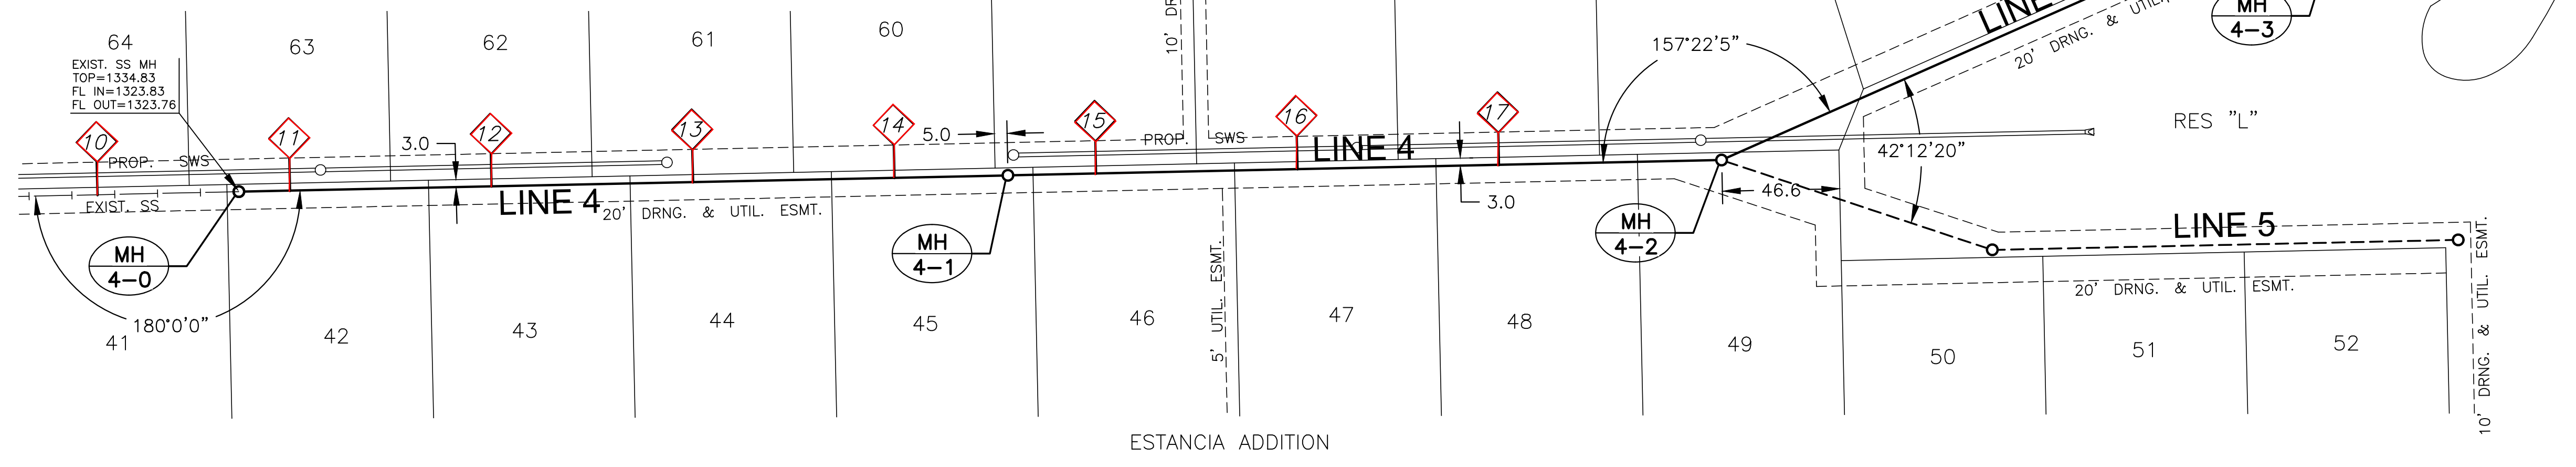 64
63
62
61
60
10' DR
EXIST. SS MH
TOP=1334.83
FL IN=1323.83
FL OUT=1323.76
10
11
12
13
14
15
16
17
3.0
5.0
PROP. SWS
PROP. SWS
EXIST. SS
LINE 4
LINE 4
20' DRNG. & UTIL. ESMT.
3.0
157°22'5"
LINE
20' DRNG. & UTIL.
MH
4-3
RES "L"
42°12'20"
46.6
MH
4-0
MH
4-1
MH
4-2
LINE 5
180°0'0"
20' DRNG. & UTIL. ESMT.
5' UTIL. ESMT.
10' DRNG. & UTIL. ESMT.
41
42
43
44
45
46
47
48
49
50
51
52
ESTANCIA ADDITION